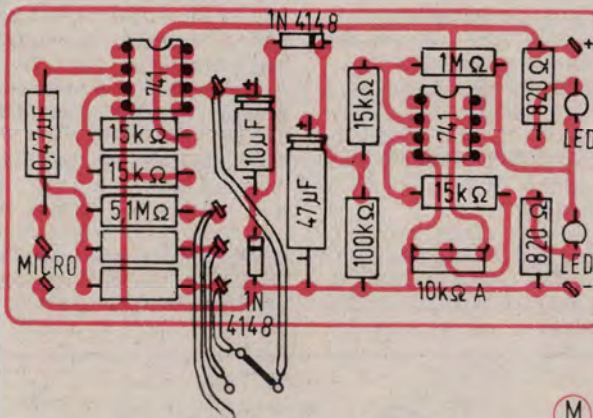 1N 4148
+
741
0,47µF
15kΩ
15kΩ
5,1MΩ
MICRO
+
10µF
+
47µF
1N
4148
15kΩ
100kΩ
1MΩ
741
15kΩ
10kΩ A
820Ω
LED
820Ω
LED
-
M